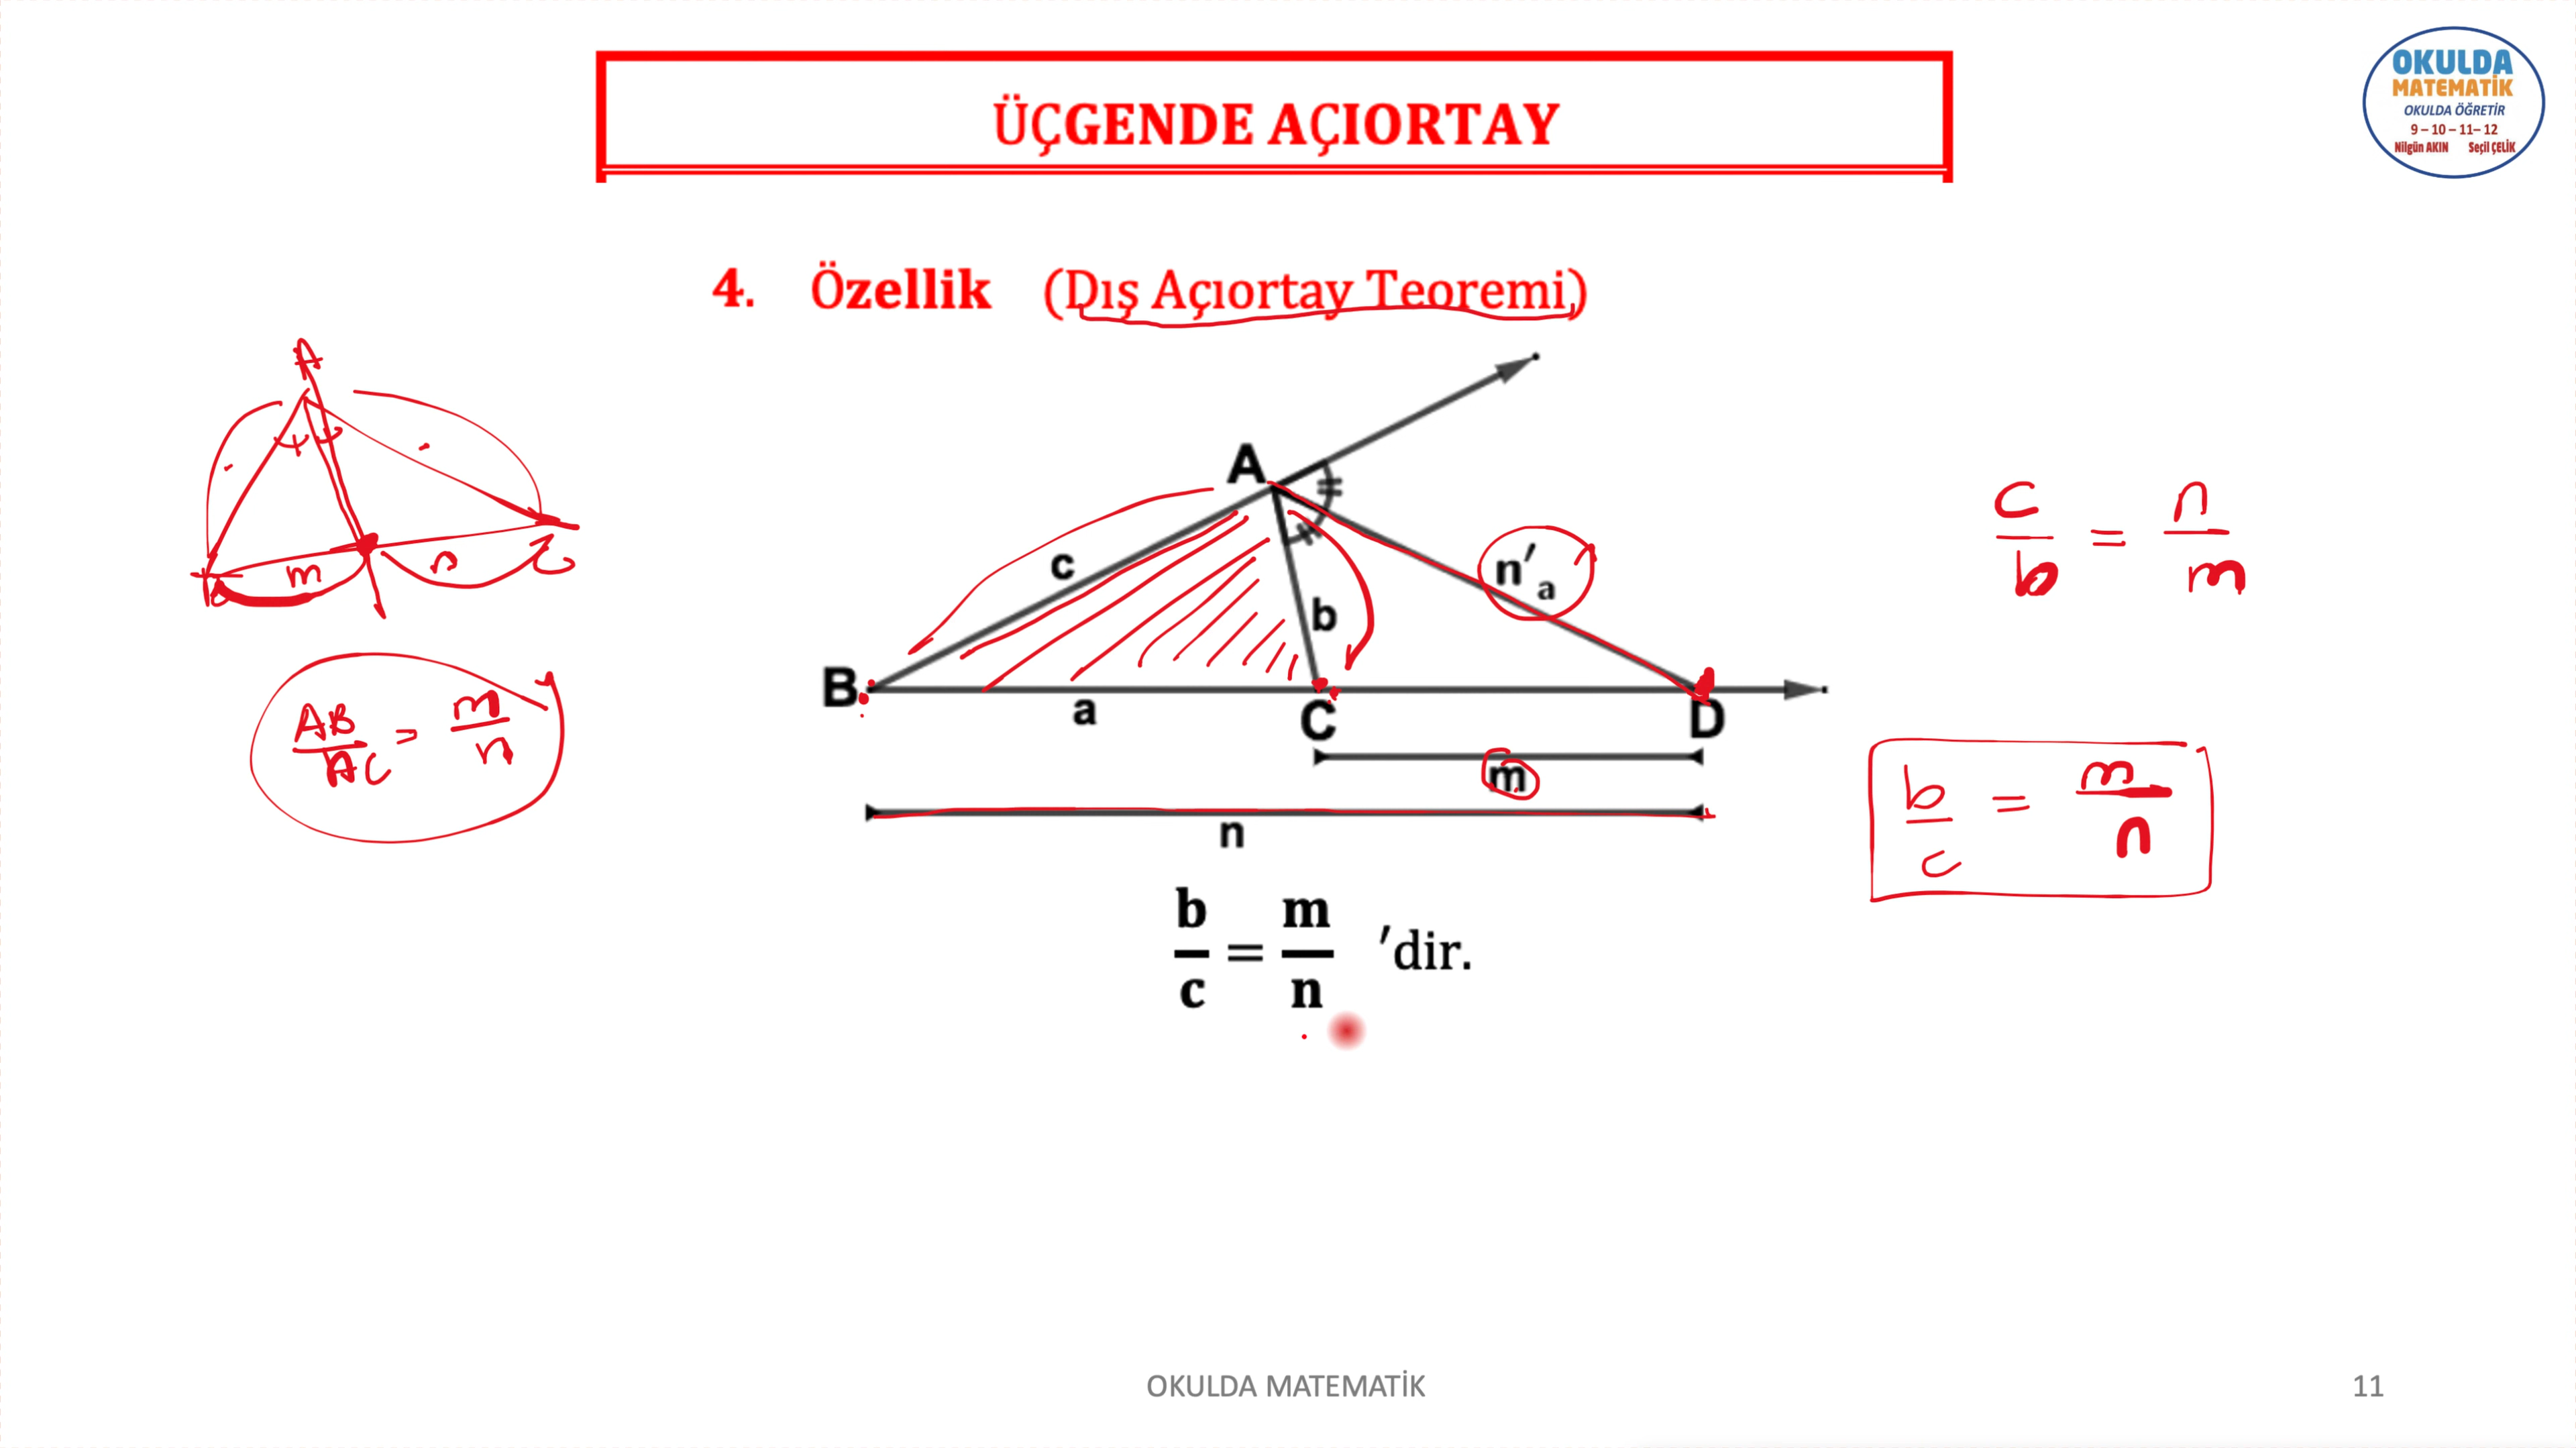 OKULDA
MATEMATİK
OKULDA ÖĞRETİR
9 – 10 – 11– 12
Nilgün AKIN Seçil ÇELİK
ÜÇGENDE AÇIORTAY
4. Özellik (Dış Açıortay Teoremi)
A
B
m
n
C
AB/AC = m/n
A
c
b
n'a
B
a
C
D
m
n
b/c = m/n 'dir.
c/b = n/m
b/c = m/n
OKULDA MATEMATİK
11